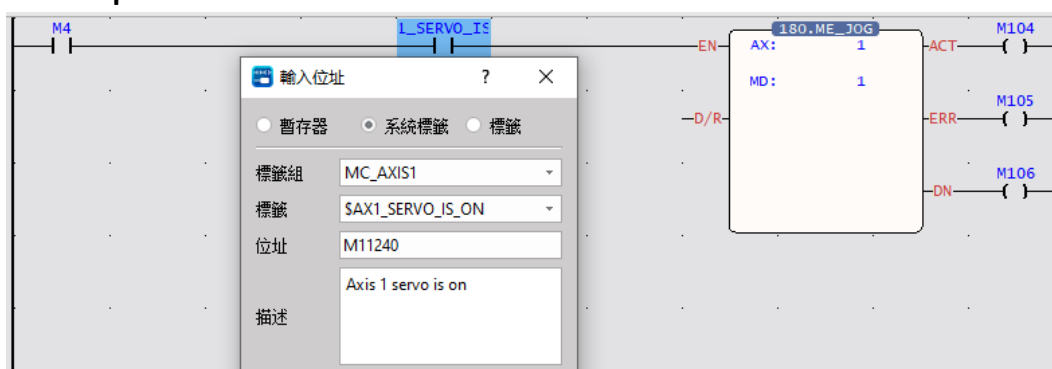 M4
1_SERVO_IS
180.ME_JOG
M104
EN
AX: 1
ACT
( )
MD: 1
M105
D/R
ERR
( )
M106
DN
( )
輸入位址 ? ×
暫存器 系統標籤 標籤
標籤組 MC_AXIS1
標籤 $AX1_SERVO_IS_ON
位址 M11240
描述 Axis 1 servo is on